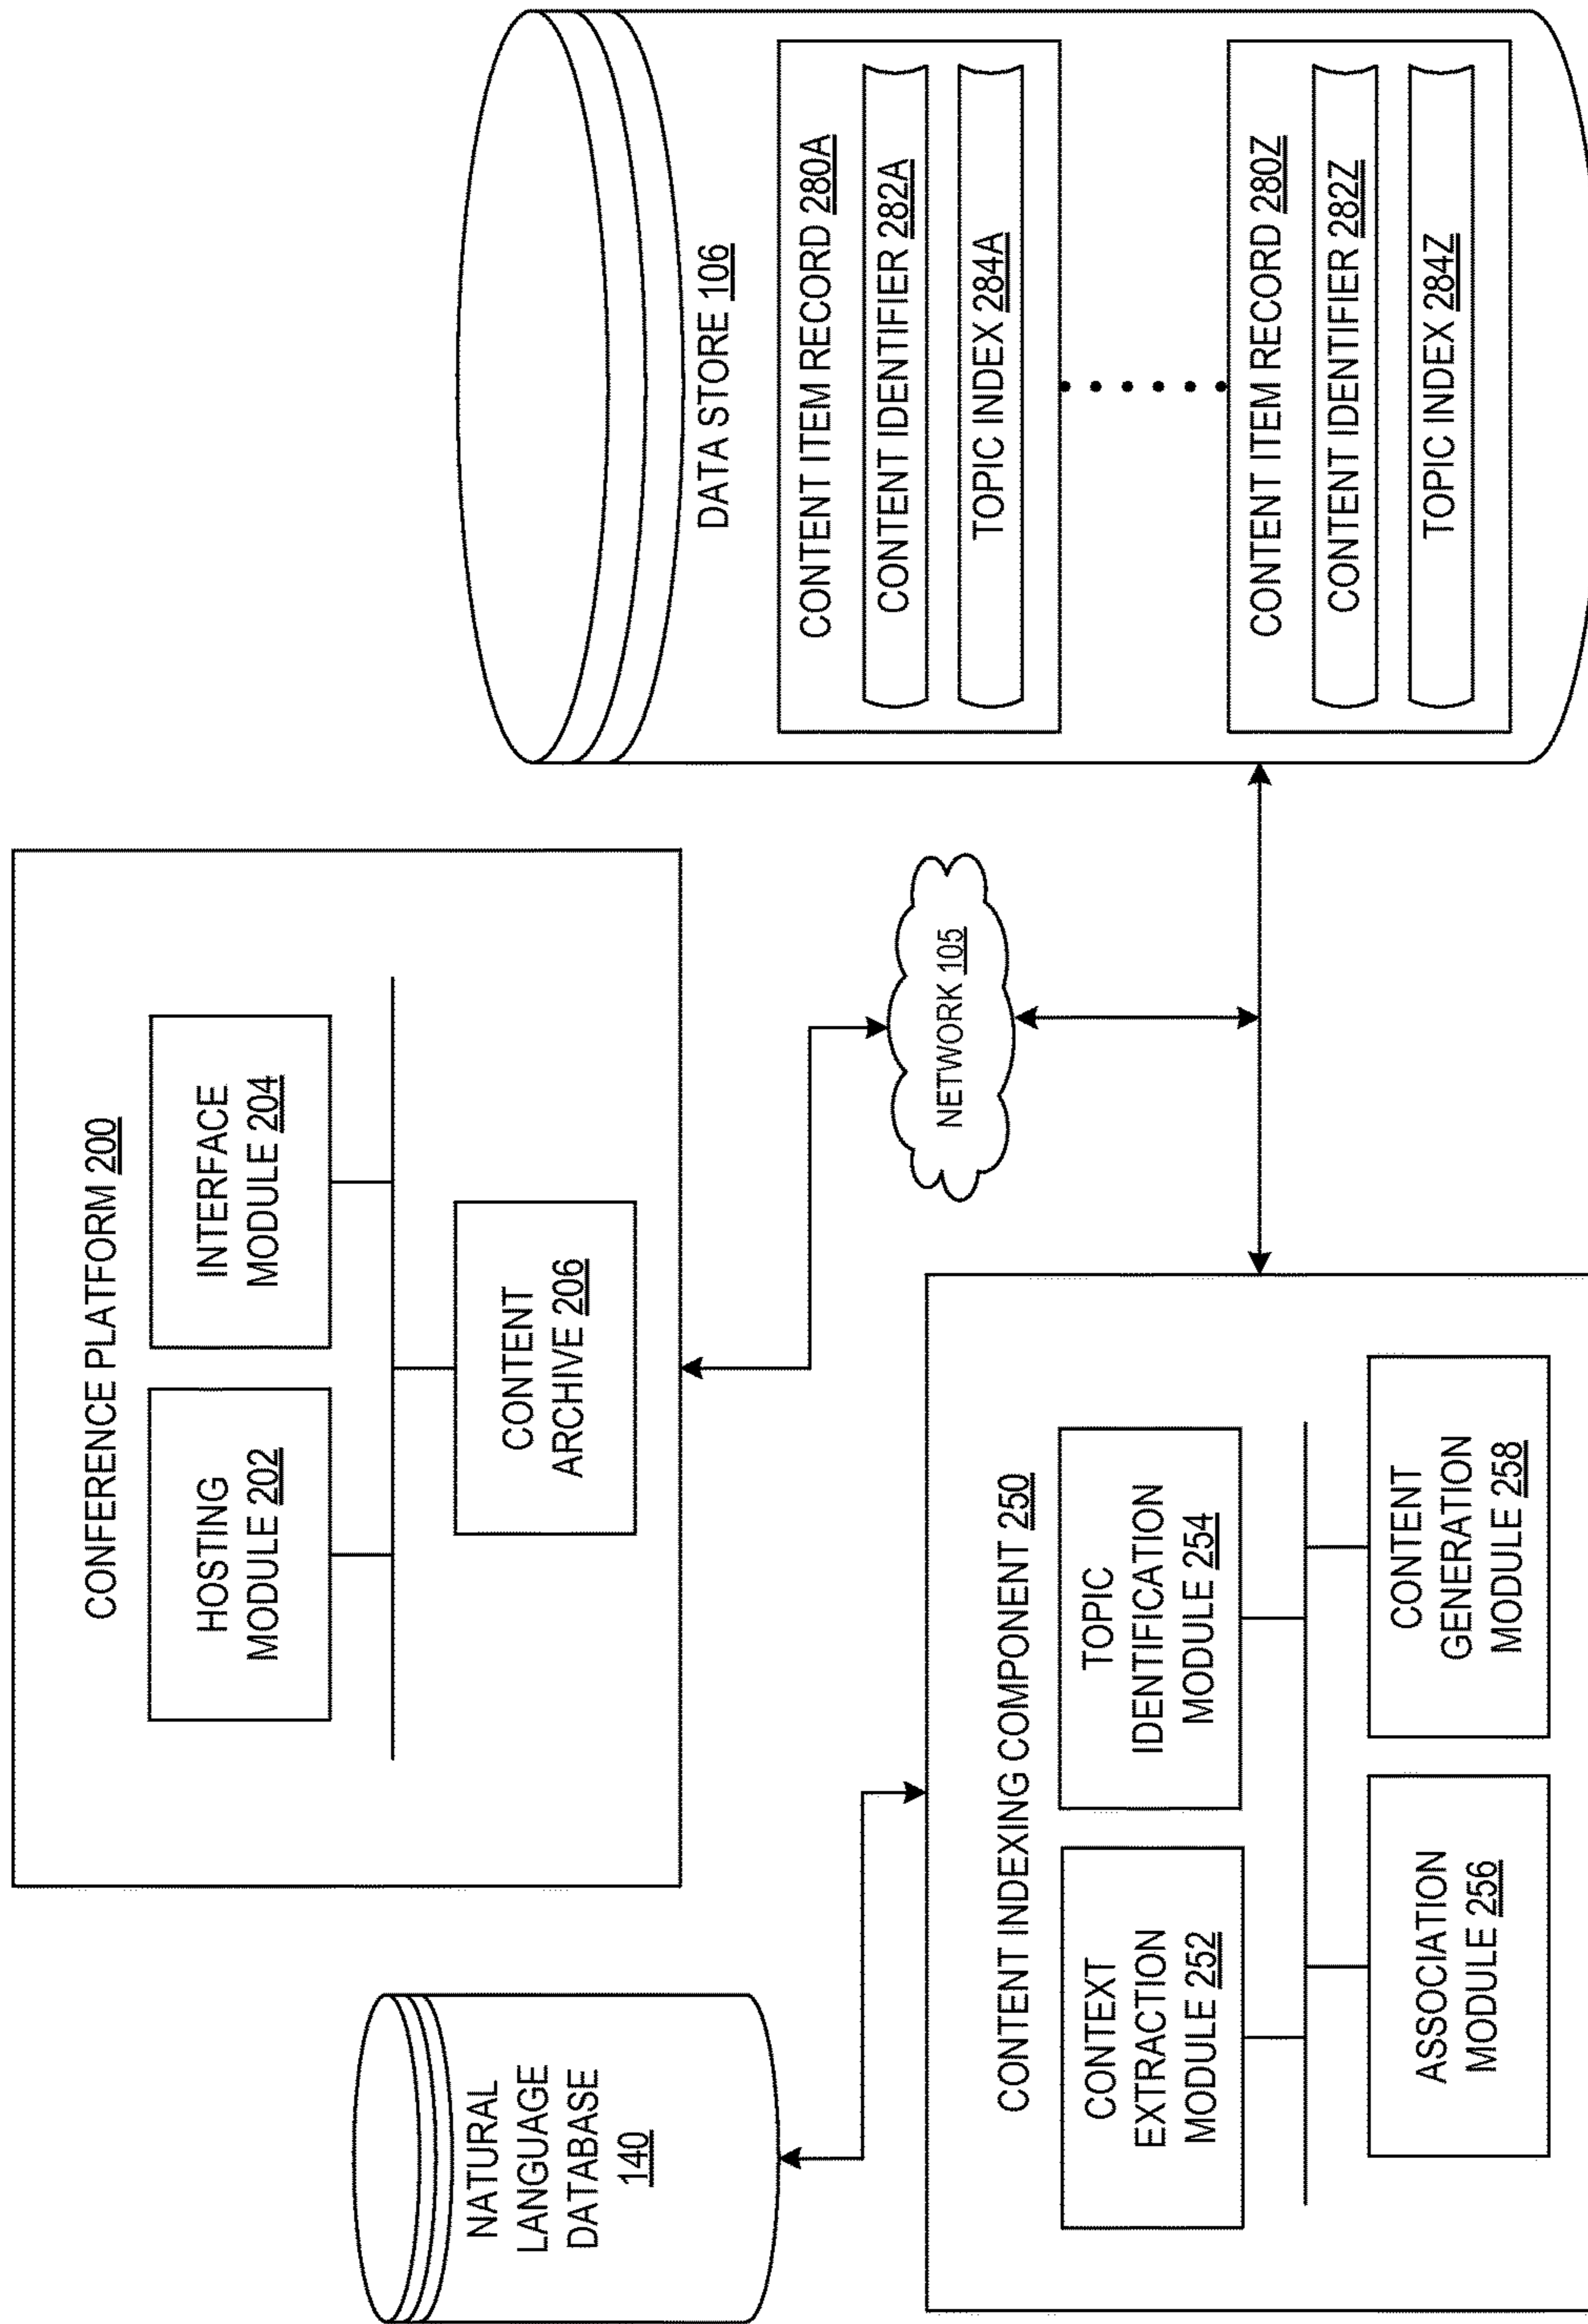 CONFERENCE PLATFORM 200
HOSTING
MODULE 202
INTERFACE
MODULE 204
CONTENT
ARCHIVE 206
NATURAL
LANGUAGE
DATABASE
140
NETWORK 105
CONTENT INDEXING COMPONENT 250
CONTEXT
EXTRACTION
MODULE 252
TOPIC
IDENTIFICATION
MODULE 254
ASSOCIATION
MODULE 256
CONTENT
GENERATION
MODULE 258
DATA STORE 106
CONTENT ITEM RECORD 280A
CONTENT IDENTIFIER 282A
TOPIC INDEX 284A
CONTENT ITEM RECORD 280Z
CONTENT IDENTIFIER 282Z
TOPIC INDEX 284Z